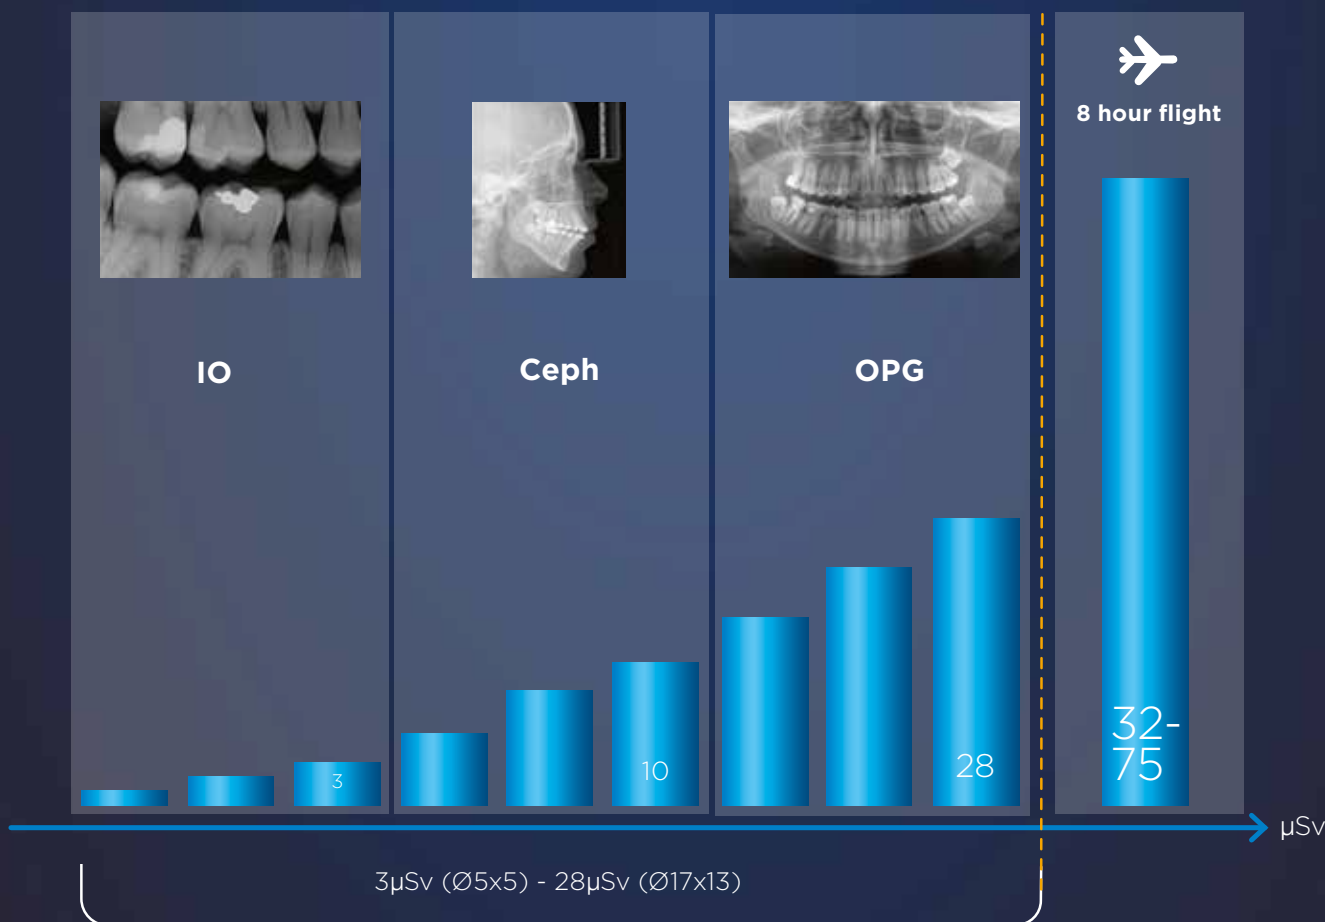 8 hour flight
IO
Ceph
OPG
3
10
28
32-
75
µSv
3µSv (Ø5x5) - 28µSv (Ø17x13)